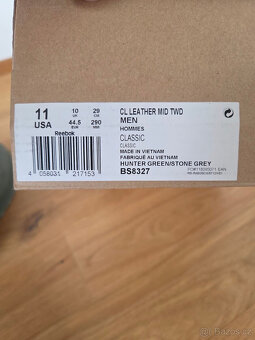 11
USA
10
UK
29
CM
44.5
EUR
290
MM
Reebok
4 058031 217153
CL LEATHER MID TWD
MEN
HOMMES
CLASSIC
CLASSIC
MADE IN VIETNAM
FABRIQUÉ AU VIETNAM
HUNTER GREEN/STONE GREY
BS8327